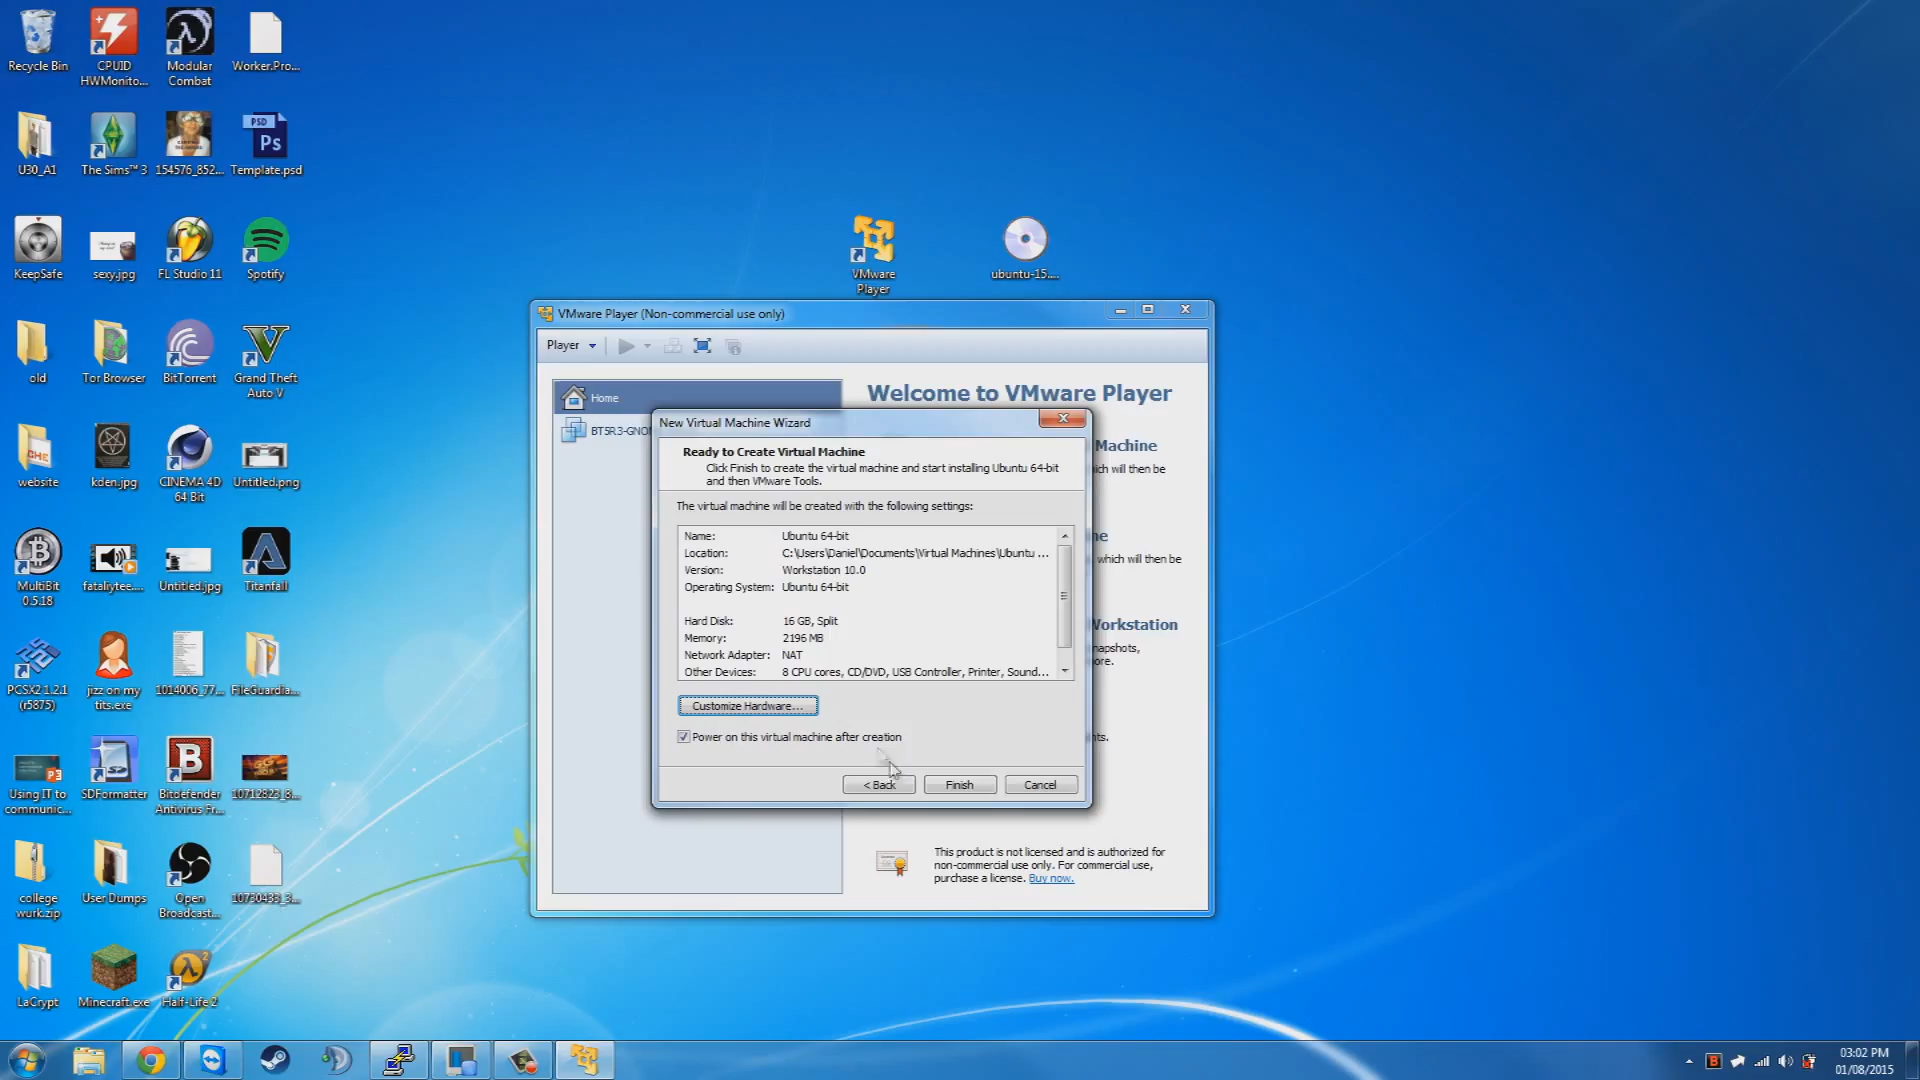 Recycle Bin
CPUID
HWMonito...
Modular
Combat
Worker.Pro...
U30_A1
The Sims™ 3
154576_852...
PSD
Ps
Template.psd
KeepSafe
sexy.jpg
FL Studio 11
Spotify
old
Tor Browser
BitTorrent
Grand Theft
Auto V
website
kden.jpg
CINEMA 4D
64 Bit
Untitled.png
MultiBit
0.5.18
fataliytee....
Untitled.jpg
Titanfall
PCSX2 1.2.1
(r5875)
jizz on my
tits.exe
1014006_77...
FileGuardia...
Using IT to
communic...
SDFormatter
Bitdefender
Antivirus Fr...
10712823_8...
college
wurk.zip
User Dumps
Open
Broadcast...
10730433_3...
LaCrypt
Minecraft.exe
Half-Life 2
VMware
Player
ubuntu-15....
VMware Player (Non-commercial use only)
Player
Home
BT5R3-GNO
Welcome to VMware Player
Machine
which will then be
which will then be
Workstation
napshots,
ore.
This product is not licensed and is authorized for
non-commercial use only. For commercial use,
purchase a license. Buy now.
New Virtual Machine Wizard
Ready to Create Virtual Machine
Click Finish to create the virtual machine and start installing Ubuntu 64-bit
and then VMware Tools.
The virtual machine will be created with the following settings:
Name: Ubuntu 64-bit
Location: C:\Users\Daniel\Documents\Virtual Machines\Ubuntu ...
Version: Workstation 10.0
Operating System: Ubuntu 64-bit
Hard Disk: 16 GB, Split
Memory: 2196 MB
Network Adapter: NAT
Other Devices: 8 CPU cores, CD/DVD, USB Controller, Printer, Sound...
Customize Hardware...
Power on this virtual machine after creation
< Back
Finish
Cancel
03:02 PM
01/08/2015